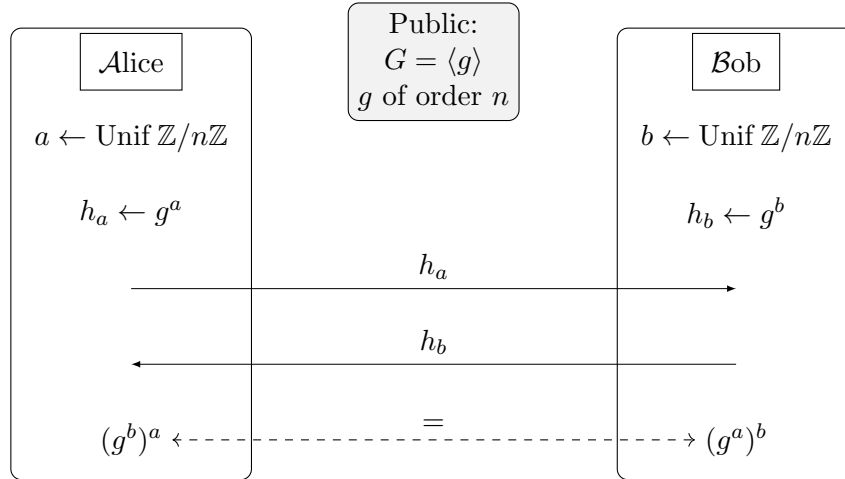 Public:
G = ⟨g⟩
g of order n
𝒜lice
ℬob
a ← Unif ℤ/nℤ
b ← Unif ℤ/nℤ
h_a ← g^a
h_b ← g^b
h_a
h_b
(g^b)^a = (g^a)^b